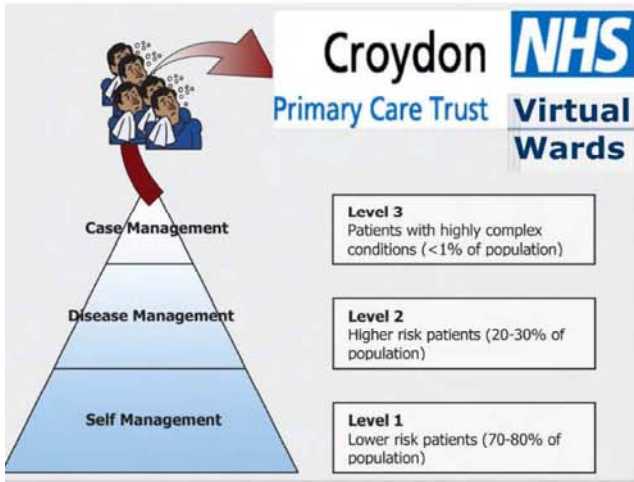 Croydon NHS
Primary Care Trust Virtual
Wards
Case Management
Level 3
Patients with highly complex
conditions (<1% of population)
Disease Management
Level 2
Higher risk patients (20-30% of
population)
Self Management
Level 1
Lower risk patients (70-80% of
population)